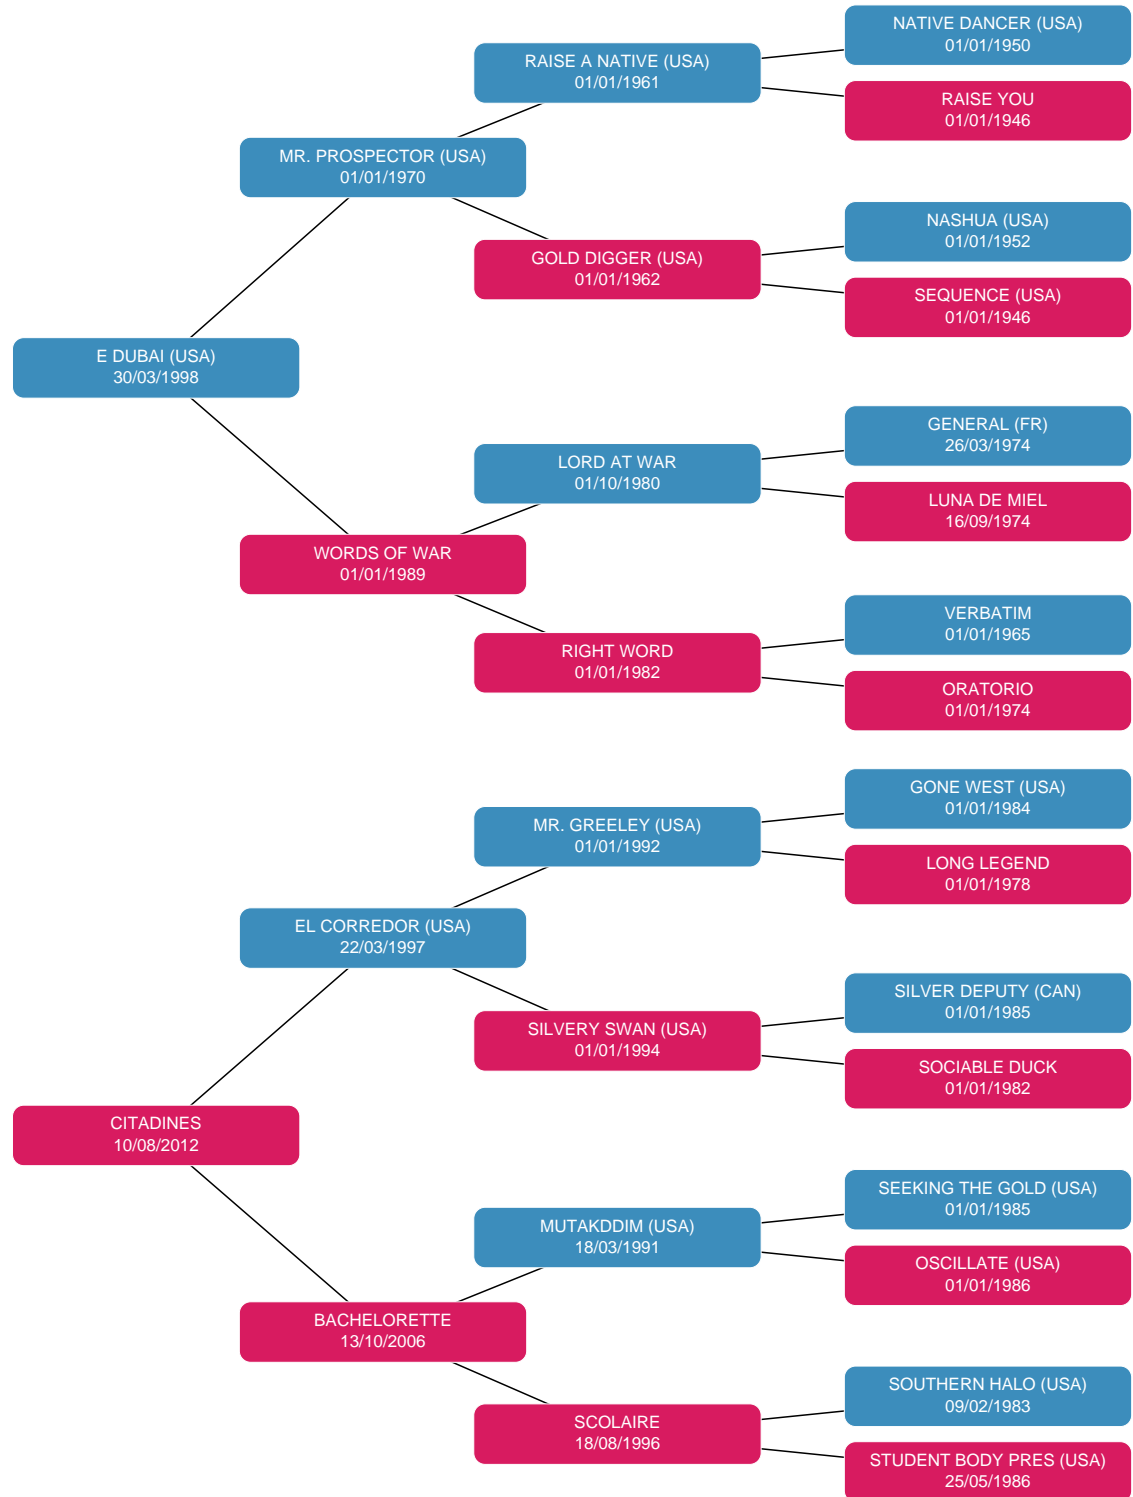 NATIVE DANCER (USA)
01/01/1950
RAISE A NATIVE (USA)
01/01/1961
RAISE YOU
01/01/1946
MR. PROSPECTOR (USA)
01/01/1970
NASHUA (USA)
01/01/1952
GOLD DIGGER (USA)
01/01/1962
SEQUENCE (USA)
01/01/1946
E DUBAI (USA)
30/03/1998
GENERAL (FR)
26/03/1974
LORD AT WAR
01/10/1980
LUNA DE MIEL
16/09/1974
WORDS OF WAR
01/01/1989
VERBATIM
01/01/1965
RIGHT WORD
01/01/1982
ORATORIO
01/01/1974
GONE WEST (USA)
01/01/1984
MR. GREELEY (USA)
01/01/1992
LONG LEGEND
01/01/1978
EL CORREDOR (USA)
22/03/1997
SILVER DEPUTY (CAN)
01/01/1985
SILVERY SWAN (USA)
01/01/1994
SOCIABLE DUCK
01/01/1982
CITADINES
10/08/2012
SEEKING THE GOLD (USA)
01/01/1985
MUTAKDDIM (USA)
18/03/1991
OSCILLATE (USA)
01/01/1986
BACHELORETTE
13/10/2006
SOUTHERN HALO (USA)
09/02/1983
SCOLAIRE
18/08/1996
STUDENT BODY PRES (USA)
25/05/1986